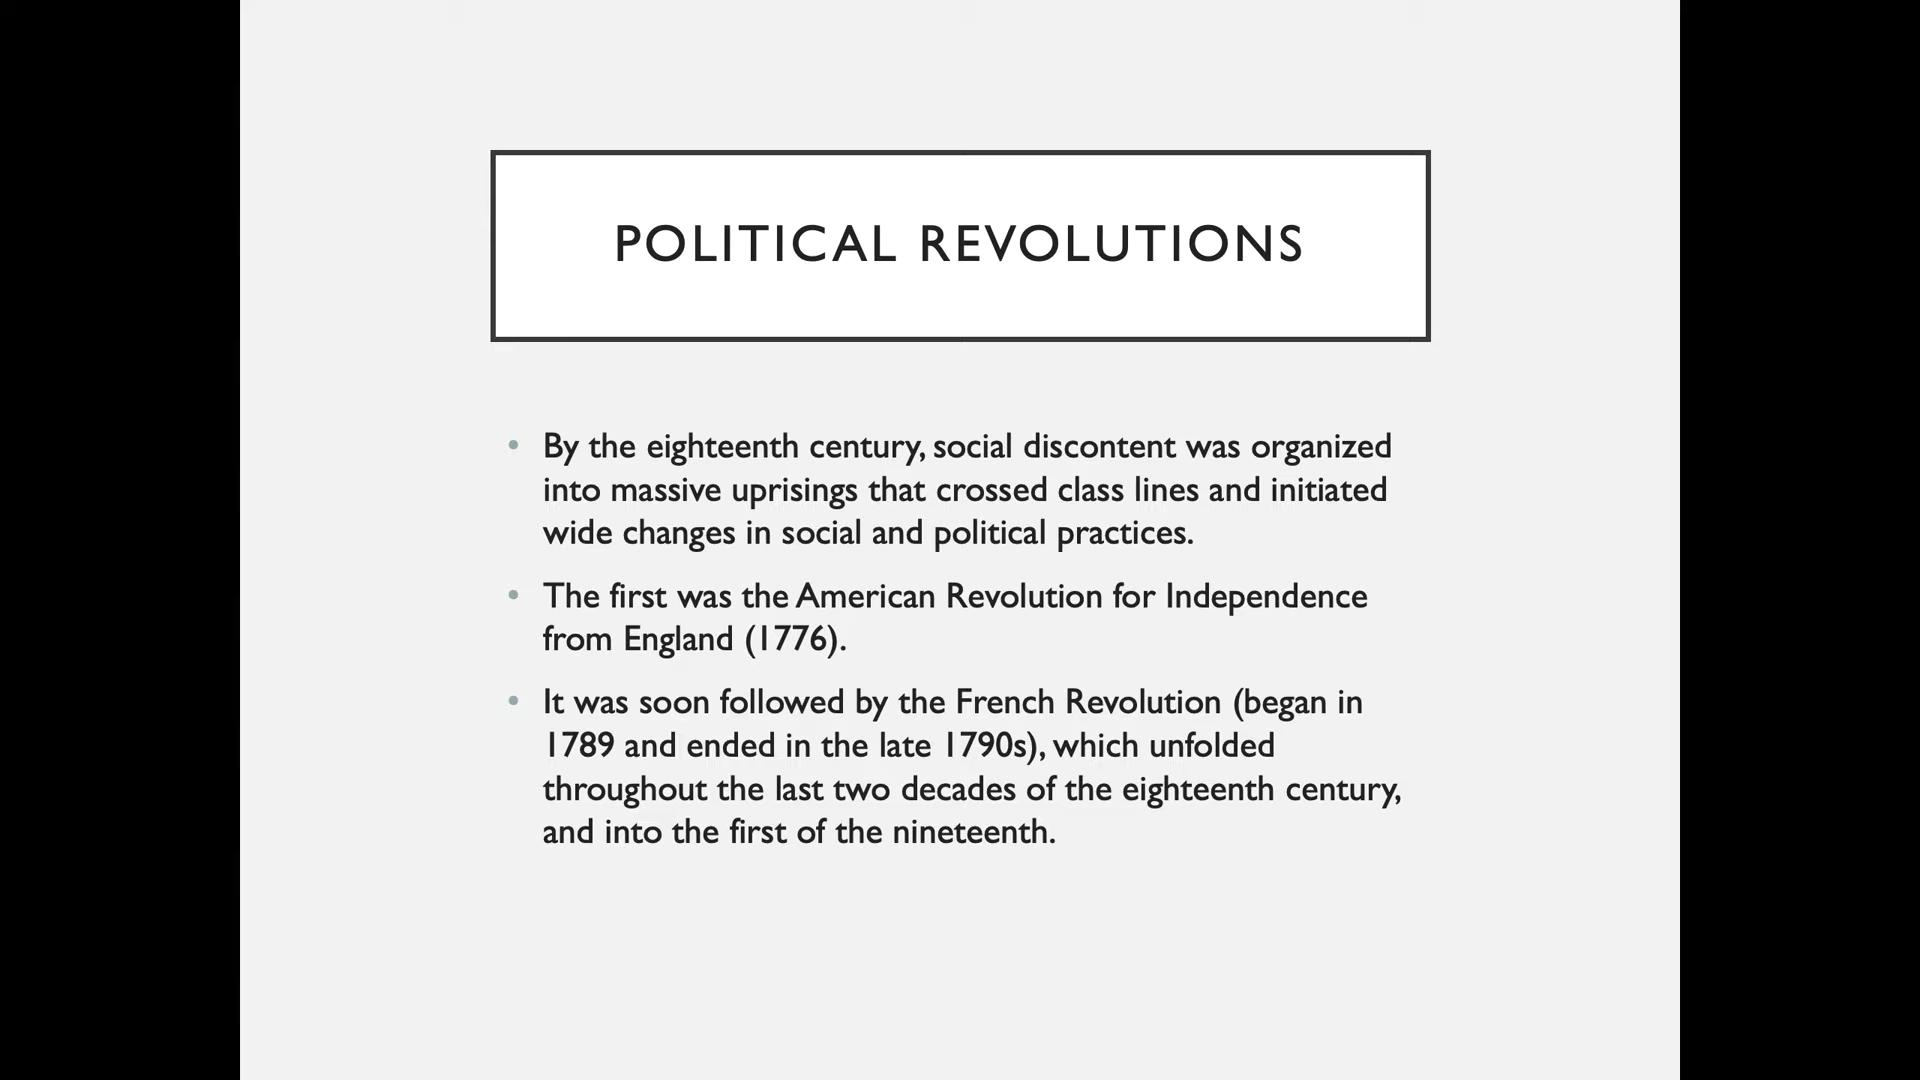 POLITICAL REVOLUTIONS
• By the eighteenth century, social discontent was organized
into massive uprisings that crossed class lines and initiated
wide changes in social and political practices.
• The first was the American Revolution for Independence
from England (1776).
• It was soon followed by the French Revolution (began in
1789 and ended in the late 1790s), which unfolded
throughout the last two decades of the eighteenth century,
and into the first of the nineteenth.